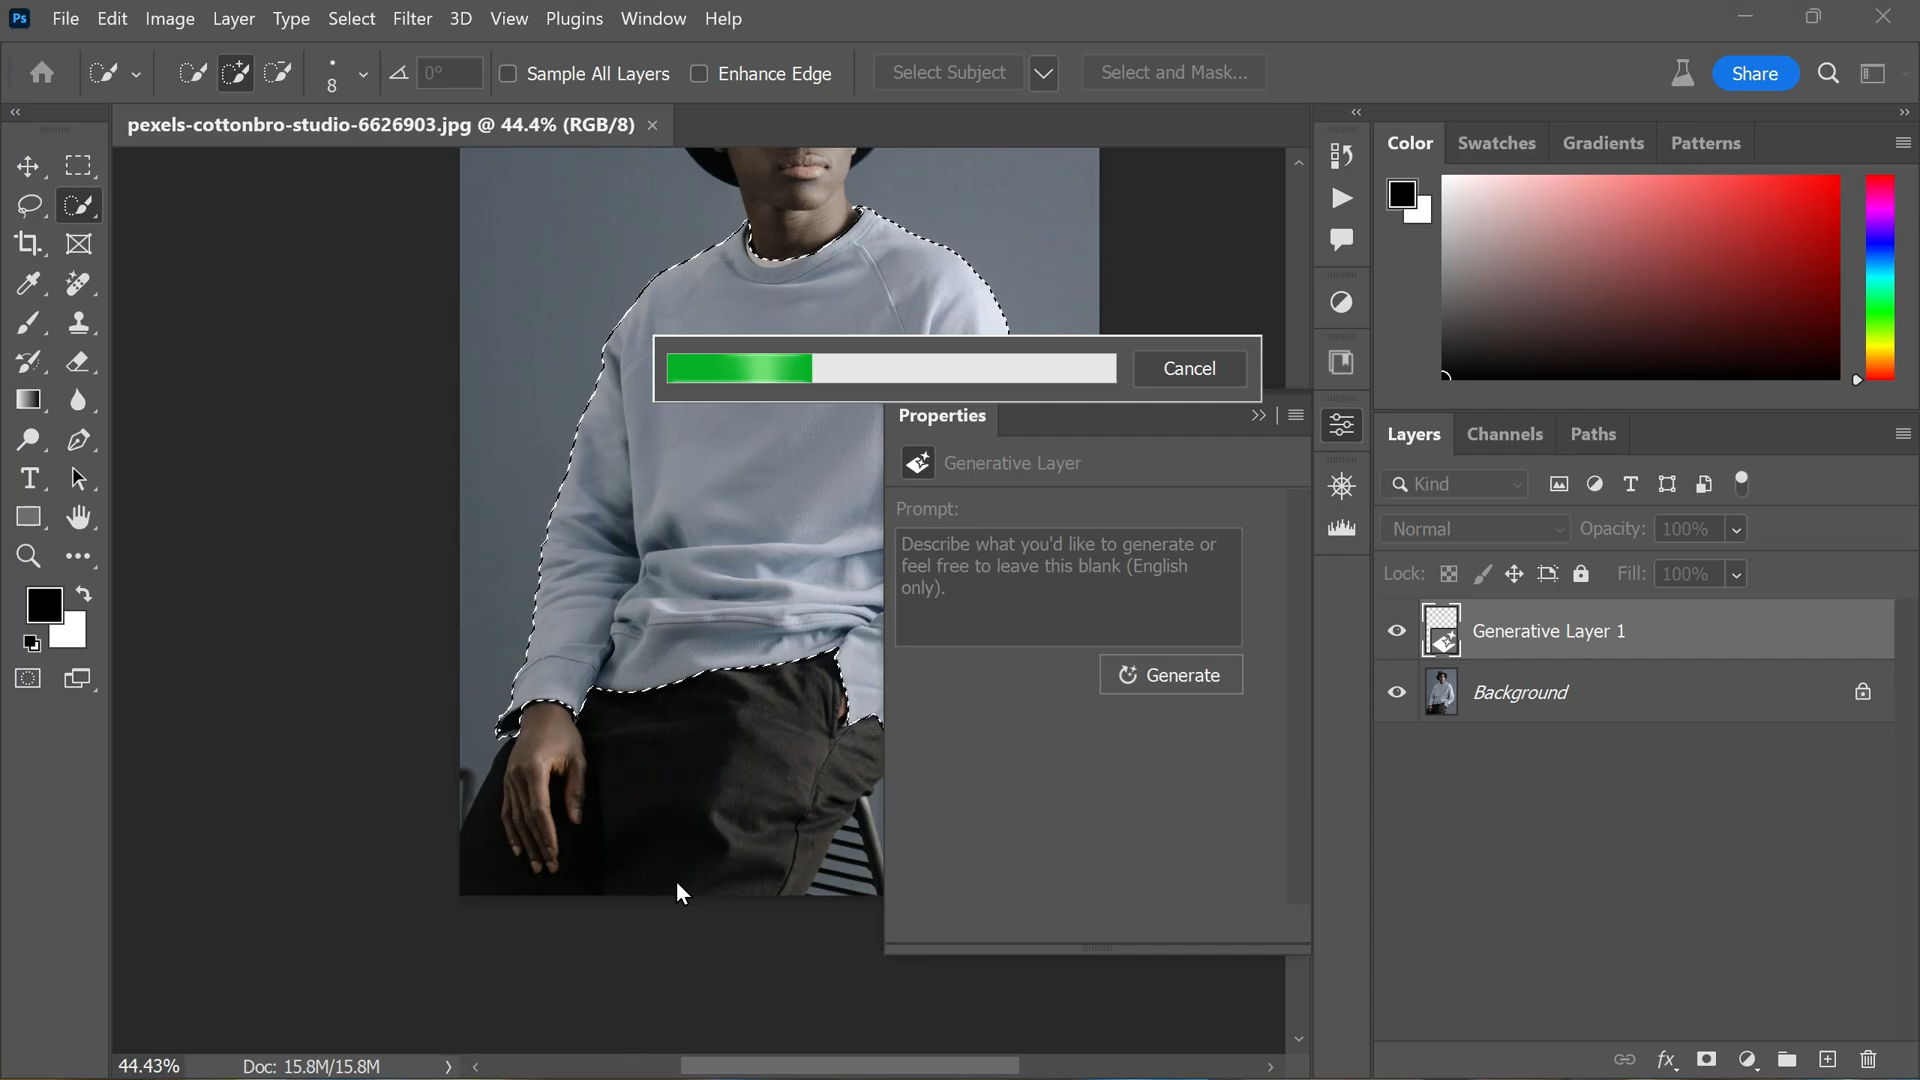 Ps File Edit Image Layer Type Select Filter 3D View Plugins Window Help
8 0° Sample All Layers Enhance Edge Select Subject Select and Mask... Share
pexels-cottonbro-studio-6626903.jpg @ 44.4% (RGB/8) ×
Color Swatches Gradients Patterns
Cancel
Properties
Generative Layer
Prompt:
Describe what you'd like to generate or
feel free to leave this blank (English
only).
Generate
Layers Channels Paths
Kind
Normal Opacity: 100%
Lock: Fill: 100%
Generative Layer 1
Background
44.43% Doc: 15.8M/15.8M
fx